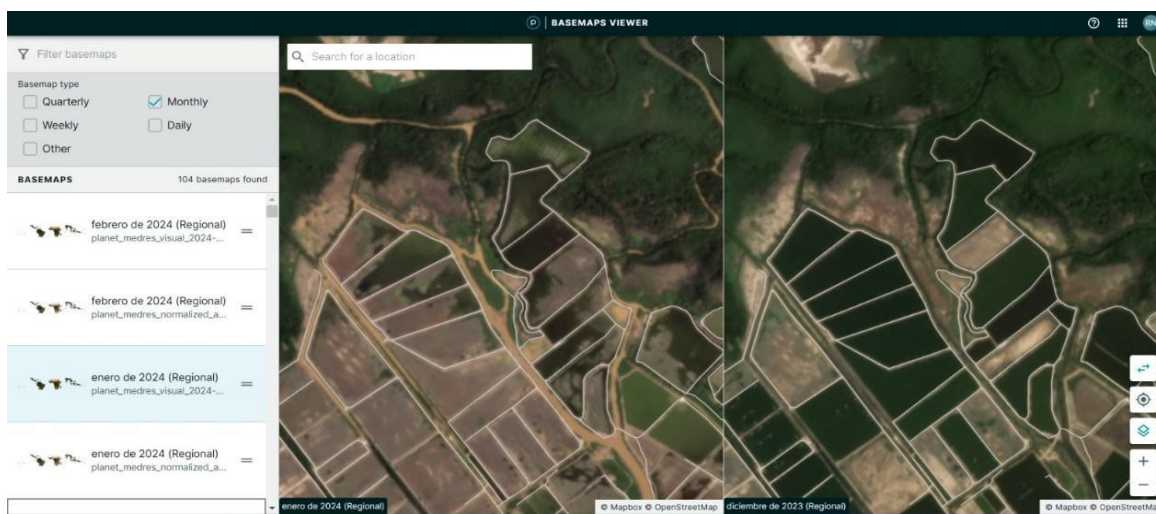 BASEMAPS VIEWER
RN
Filter basemaps
Search for a location
Basemap type
Quarterly
Monthly
Weekly
Daily
Other
BASEMAPS
104 basemaps found
febrero de 2024 (Regional)
planet_medres_visual_2024-...
febrero de 2024 (Regional)
planet_medres_normalized_a...
enero de 2024 (Regional)
planet_medres_visual_2024-...
enero de 2024 (Regional)
planet_medres_normalized_a...
enero de 2024 (Regional)
© Mapbox © OpenStreetMap
diciembre de 2023 (Regional)
© Mapbox © OpenStreetMap